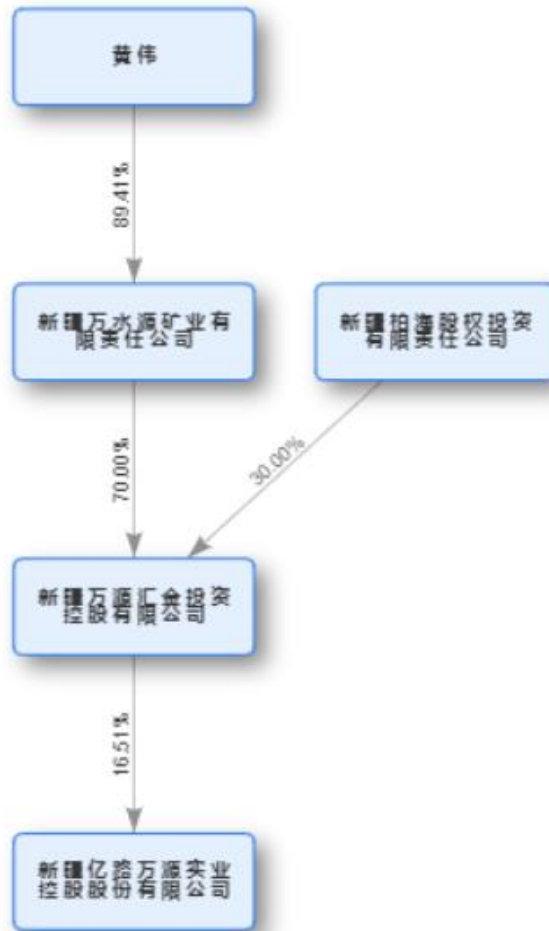 黄伟
89.41%
新疆万水源矿业有
限责任公司
新疆柏海股权投资
有限责任公司
70.00%
30.00%
新疆万源汇金投资
控股有限公司
16.51%
新疆亿路万源实业
控股股份有限公司